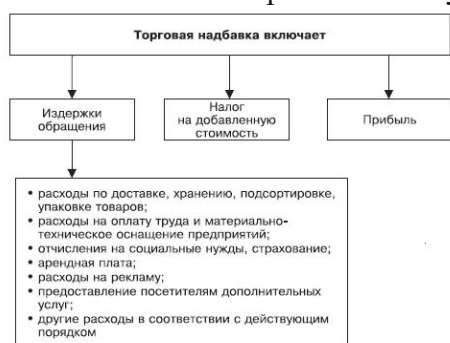 Торговая надбавка включает
Издержки
обращения
Налог
на добавленную
стоимость
Прибыль
• расходы по доставке, хранению, подсортировке,
упаковке товаров;
• расходы на оплату труда и материально-
техническое оснащение предприятий;
• отчисления на социальные нужды, страхование;
• арендная плата;
• расходы на рекламу;
• предоставление посетителям дополнительных
услуг;
• другие расходы в соответствии с действующим
порядком